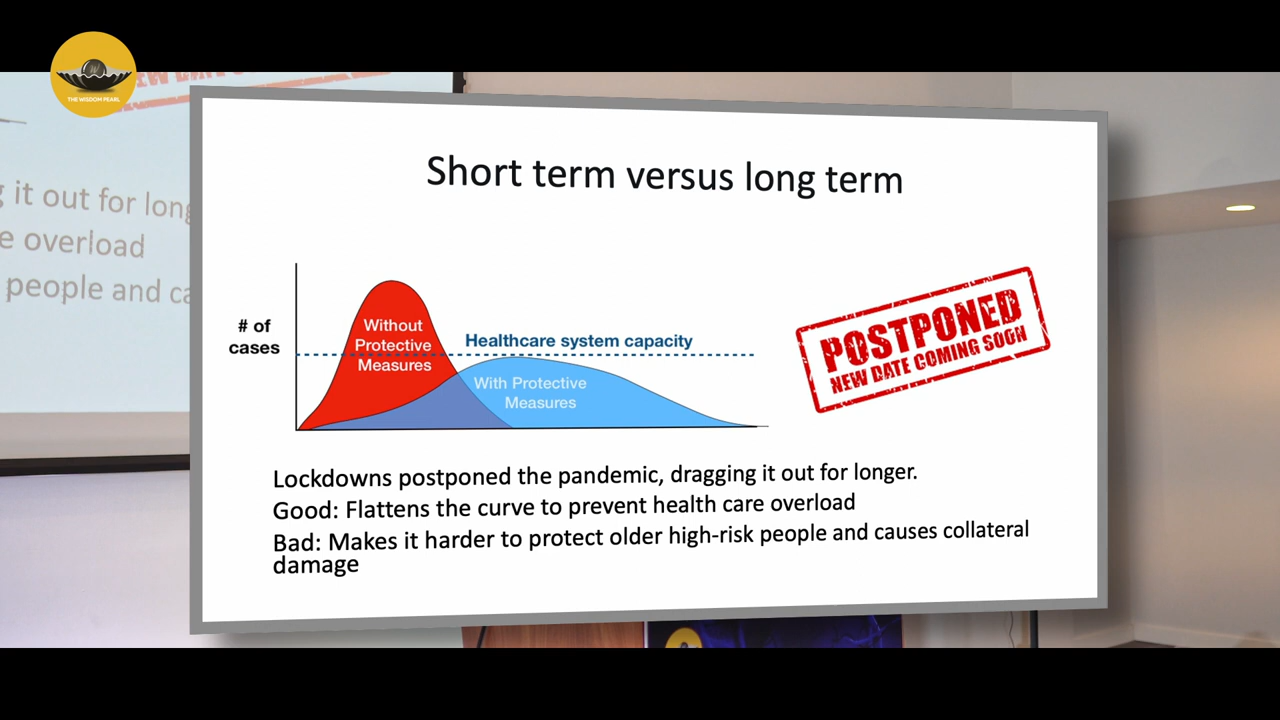 THE WISDOM PEARL
it out for long
overload
people and ca
Short term versus long term
# of
cases
Without
Protective
Measures
Healthcare system capacity
With Protective
Measures
POSTPONED
NEW DATE COMING SOON
Lockdowns postponed the pandemic, dragging it out for longer.
Good: Flattens the curve to prevent health care overload
Bad: Makes it harder to protect older high-risk people and causes collateral
damage